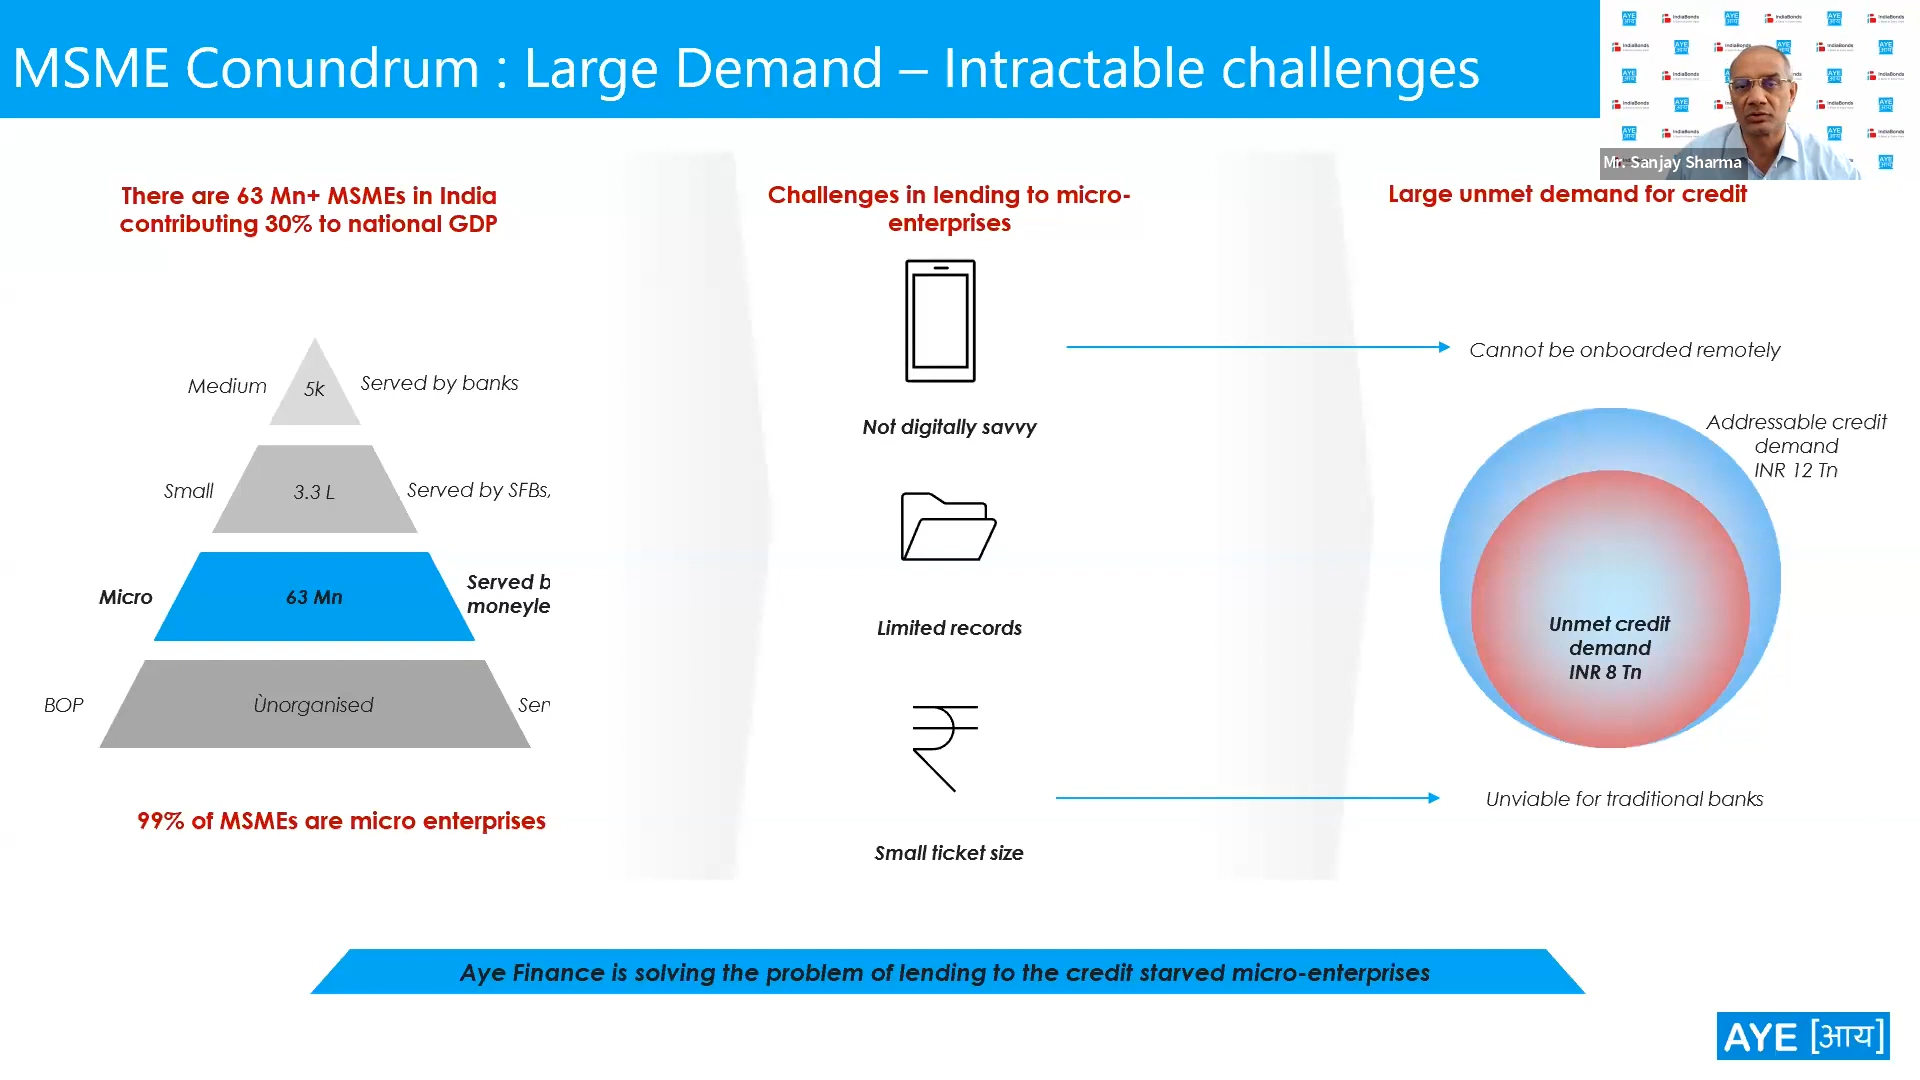 MSME Conundrum : Large Demand – Intractable challenges
Mr. Sanjay Sharma
There are 63 Mn+ MSMEs in India
contributing 30% to national GDP
Medium
5k
Served by banks
Small
3.3 L
Served by SFBs,
Micro
63 Mn
Served b
moneyle
BOP
Ùnorganised
Ser
99% of MSMEs are micro enterprises
Challenges in lending to micro-
enterprises
Not digitally savvy
Limited records
Small ticket size
Large unmet demand for credit
Cannot be onboarded remotely
Addressable credit
demand
INR 12 Tn
Unmet credit
demand
INR 8 Tn
Unviable for traditional banks
Aye Finance is solving the problem of lending to the credit starved micro-enterprises
AYE [आय]